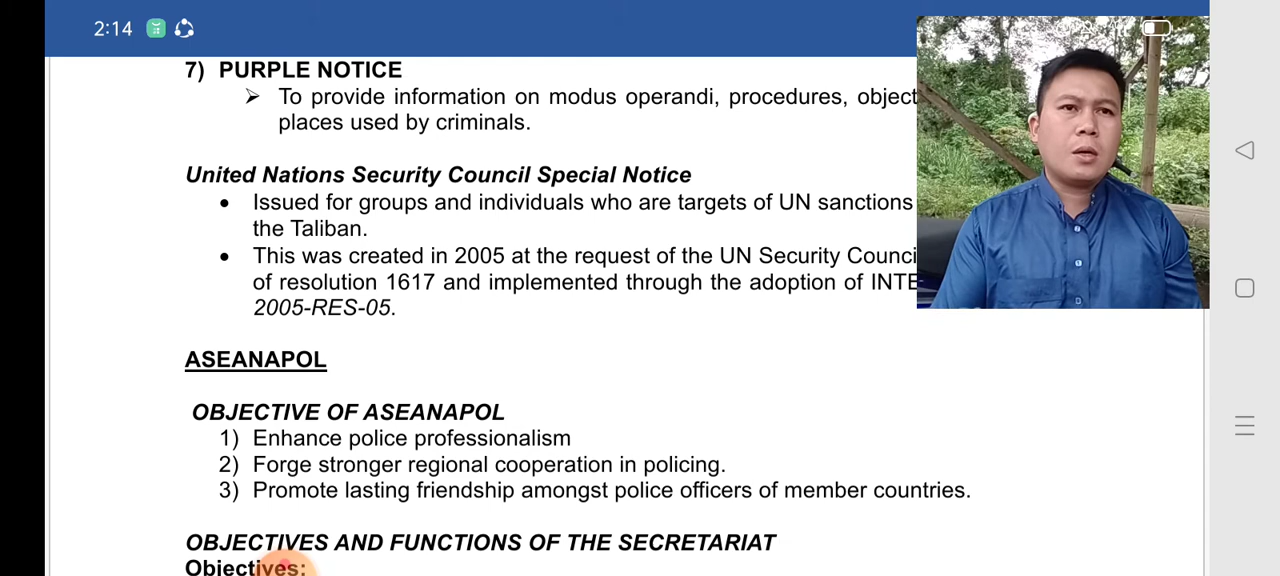 2:14
7) PURPLE NOTICE
➢ To provide information on modus operandi, procedures, object
places used by criminals.
United Nations Security Council Special Notice
• Issued for groups and individuals who are targets of UN sanctions
the Taliban.
• This was created in 2005 at the request of the UN Security Counci
of resolution 1617 and implemented through the adoption of INTE
2005-RES-05.
ASEANAPOL
OBJECTIVE OF ASEANAPOL
1) Enhance police professionalism
2) Forge stronger regional cooperation in policing.
3) Promote lasting friendship amongst police officers of member countries.
OBJECTIVES AND FUNCTIONS OF THE SECRETARIAT
Objectives: